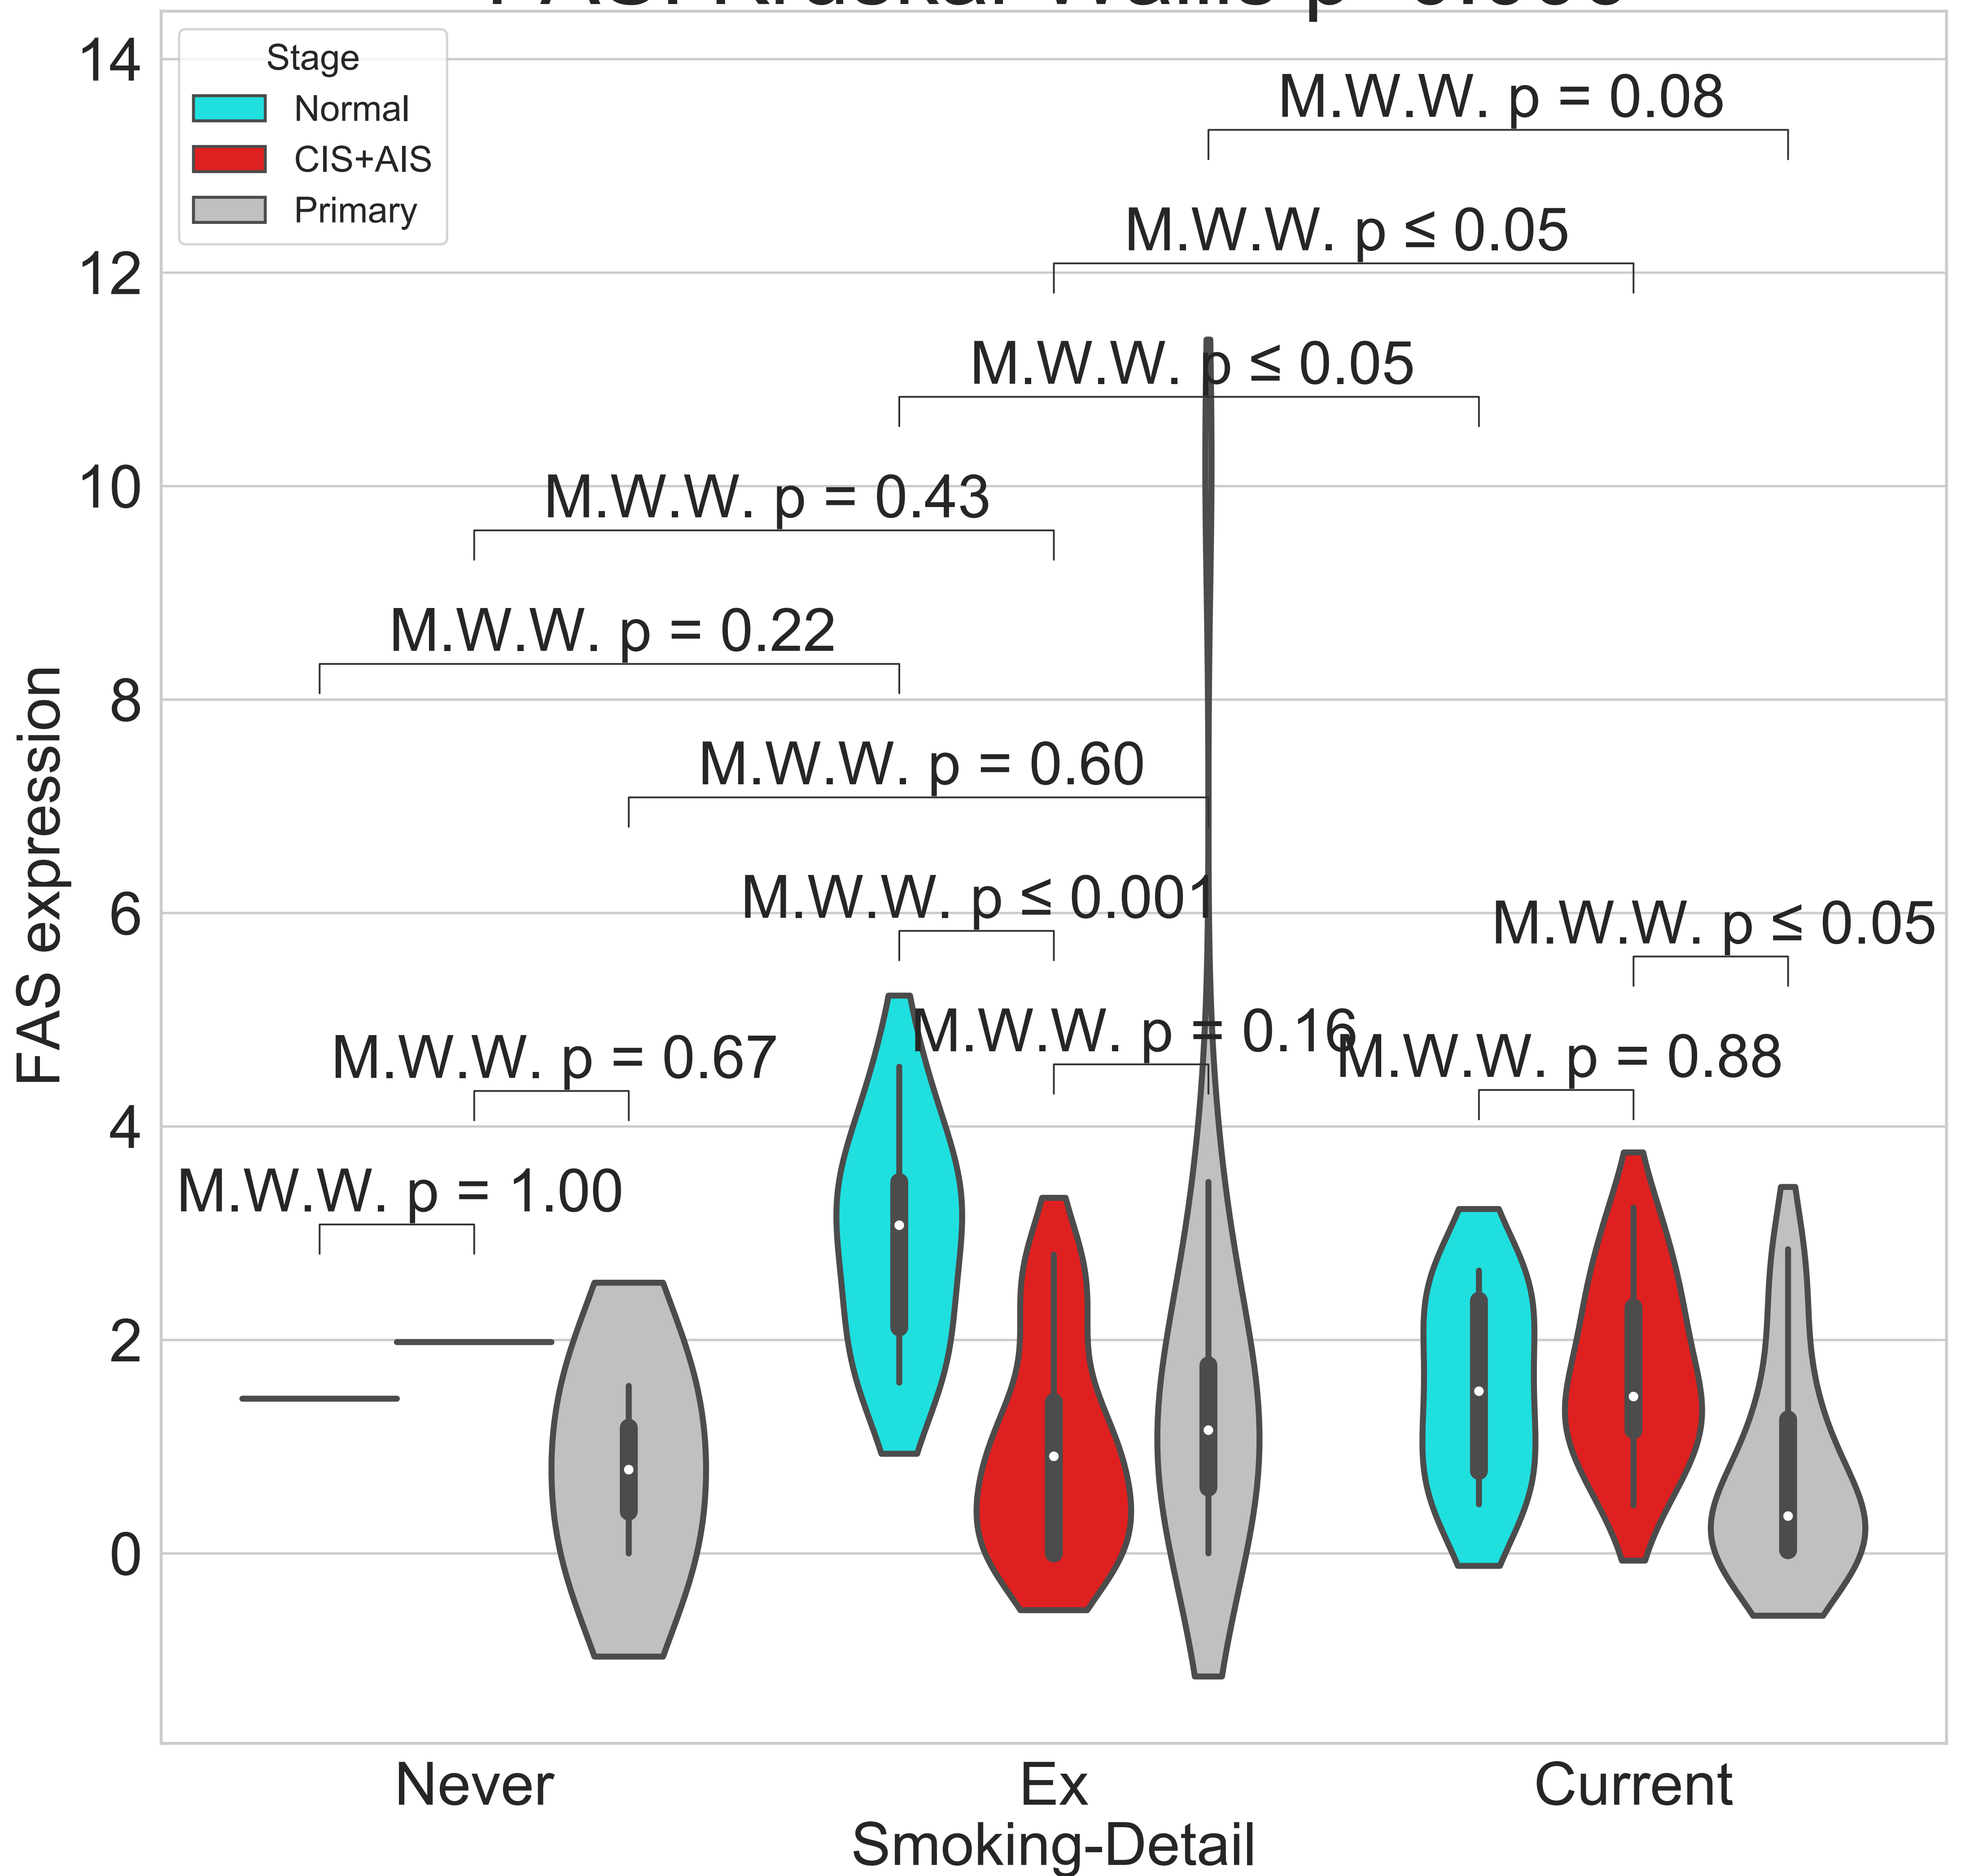 14
12
10
8
6
4
2
0
FAS expression
Stage
Normal
CIS+AIS
Primary
M.W.W. p = 0.08
M.W.W. p ≤ 0.05
M.W.W. p ≤ 0.05
M.W.W. p = 0.43
M.W.W. p = 0.22
M.W.W. p = 0.60
M.W.W. p ≤ 0.001
M.W.W. p ≤ 0.05
M.W.W. p = 0.16
M.W.W. p = 0.88
M.W.W. p = 0.67
M.W.W. p = 1.00
Never
Ex
Current
Smoking-Detail